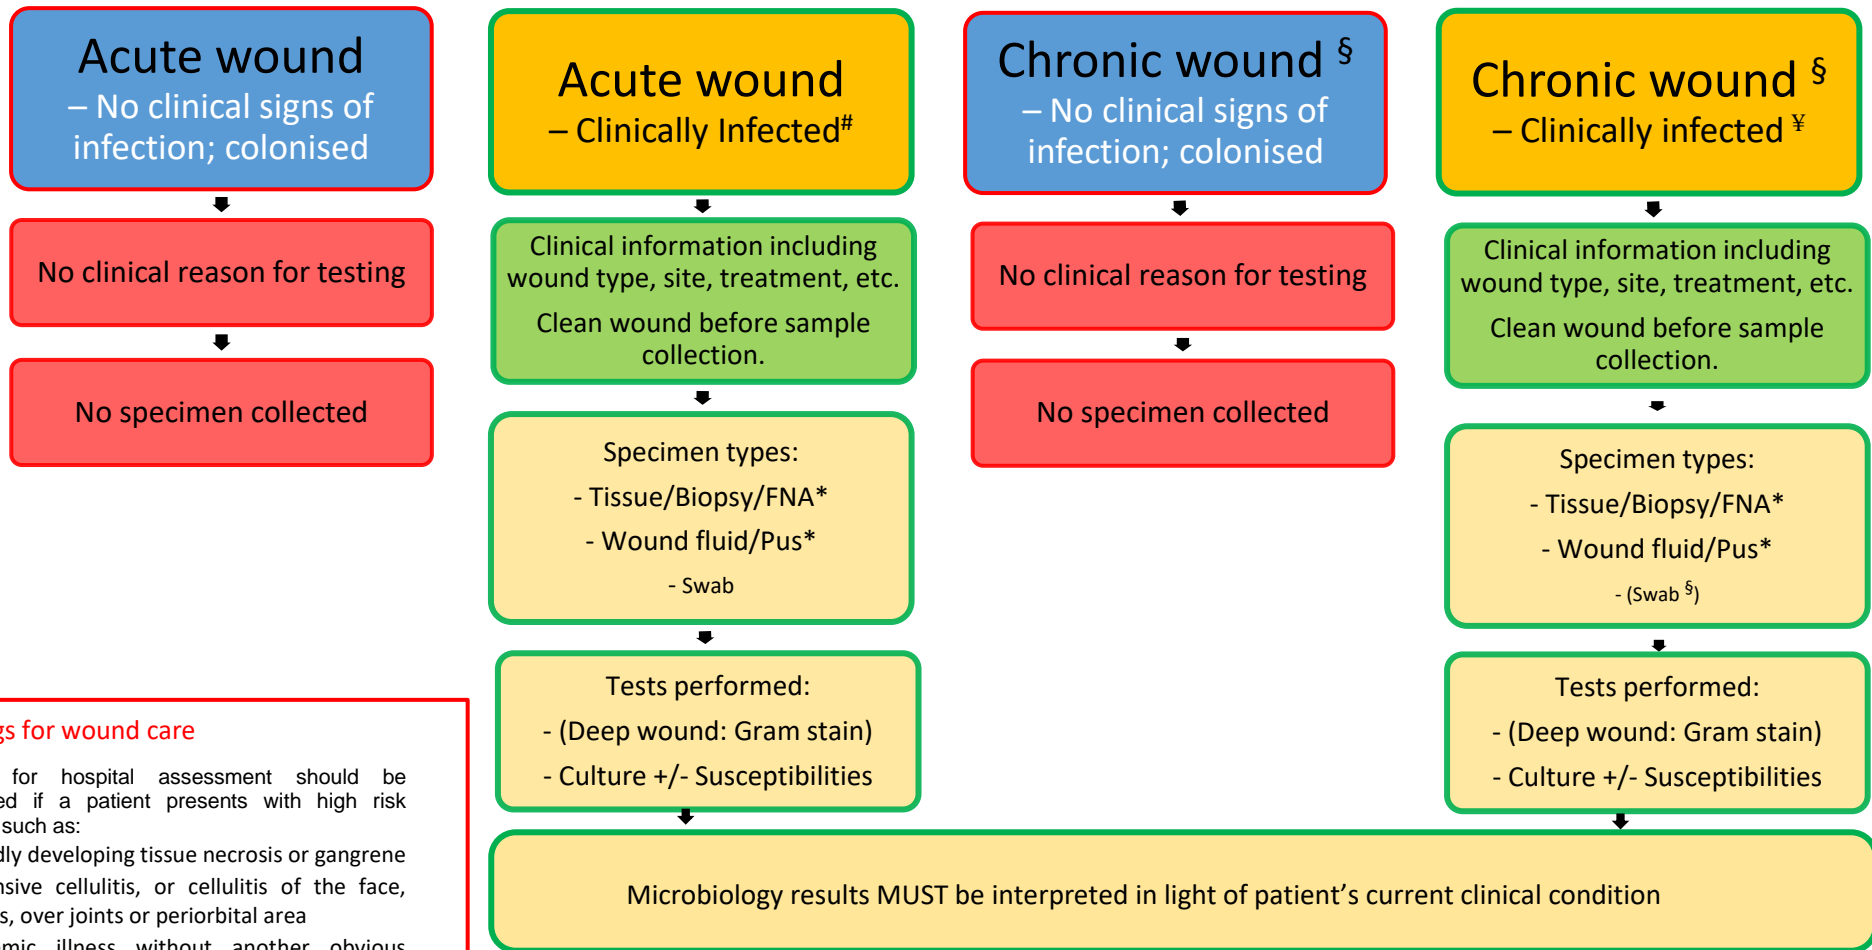 Acute wound
– No clinical signs of
infection; colonised
No clinical reason for testing
No specimen collected
Acute wound
– Clinically Infected#
Clinical information including
wound type, site, treatment, etc.
Clean wound before sample
collection.
Specimen types:
- Tissue/Biopsy/FNA*
- Wound fluid/Pus*
- Swab
Tests performed:
- (Deep wound: Gram stain)
- Culture +/- Susceptibilities
Chronic wound §
– No clinical signs of
infection; colonised
No clinical reason for testing
No specimen collected
Chronic wound §
– Clinically infected ¥
Clinical information including
wound type, site, treatment, etc.
Clean wound before sample
collection.
Specimen types:
- Tissue/Biopsy/FNA*
- Wound fluid/Pus*
- (Swab §)
Tests performed:
- (Deep wound: Gram stain)
- Culture +/- Susceptibilities
Microbiology results MUST be interpreted in light of patient's current clinical condition
for wound care
for hospital assessment should be
if a patient presents with high risk
such as:
developing tissue necrosis or gangrene
cellulitis, or cellulitis of the face,
over joints or periorbital area
illness without another obvious